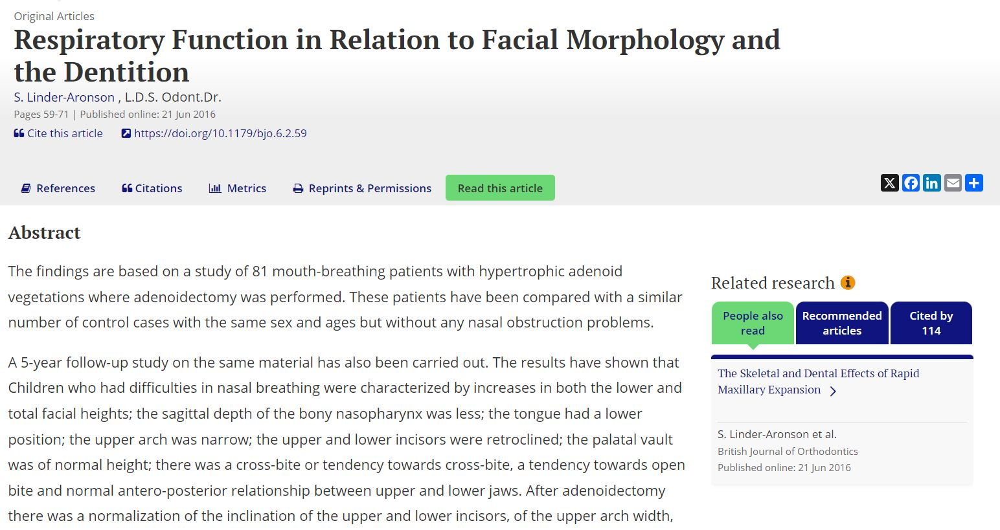 Original Articles
Respiratory Function in Relation to Facial Morphology and
the Dentition
S. Linder-Aronson , L.D.S. Odont.Dr.
Pages 59-71 | Published online: 21 Jun 2016
Cite this article https://doi.org/10.1179/bjo.6.2.59
References Citations Metrics Reprints & Permissions Read this article
Abstract
The findings are based on a study of 81 mouth-breathing patients with hypertrophic adenoid
vegetations where adenoidectomy was performed. These patients have been compared with a similar
number of control cases with the same sex and ages but without any nasal obstruction problems.
A 5-year follow-up study on the same material has also been carried out. The results have shown that
Children who had difficulties in nasal breathing were characterized by increases in both the lower and
total facial heights; the sagittal depth of the bony nasopharynx was less; the tongue had a lower
position; the upper arch was narrow; the upper and lower incisors were retroclined; the palatal vault
was of normal height; there was a cross-bite or tendency towards cross-bite, a tendency towards open
bite and normal antero-posterior relationship between upper and lower jaws. After adenoidectomy
there was a normalization of the inclination of the upper and lower incisors, of the upper arch width,
Related research
People also
read
Recommended
articles
Cited by
114
The Skeletal and Dental Effects of Rapid
Maxillary Expansion
S. Linder-Aronson et al.
British Journal of Orthodontics
Published online: 21 Jun 2016